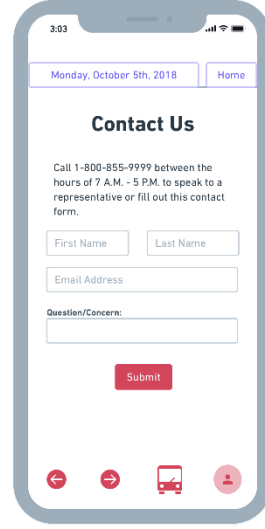 3:03
Monday, October 5th, 2018 Home
Contact Us
Call 1-800-855-9999 between the
hours of 7 A.M. - 5 P.M. to speak to a
representative or fill out this contact
form.
First Name Last Name
Email Address
Question/Concern:
Submit